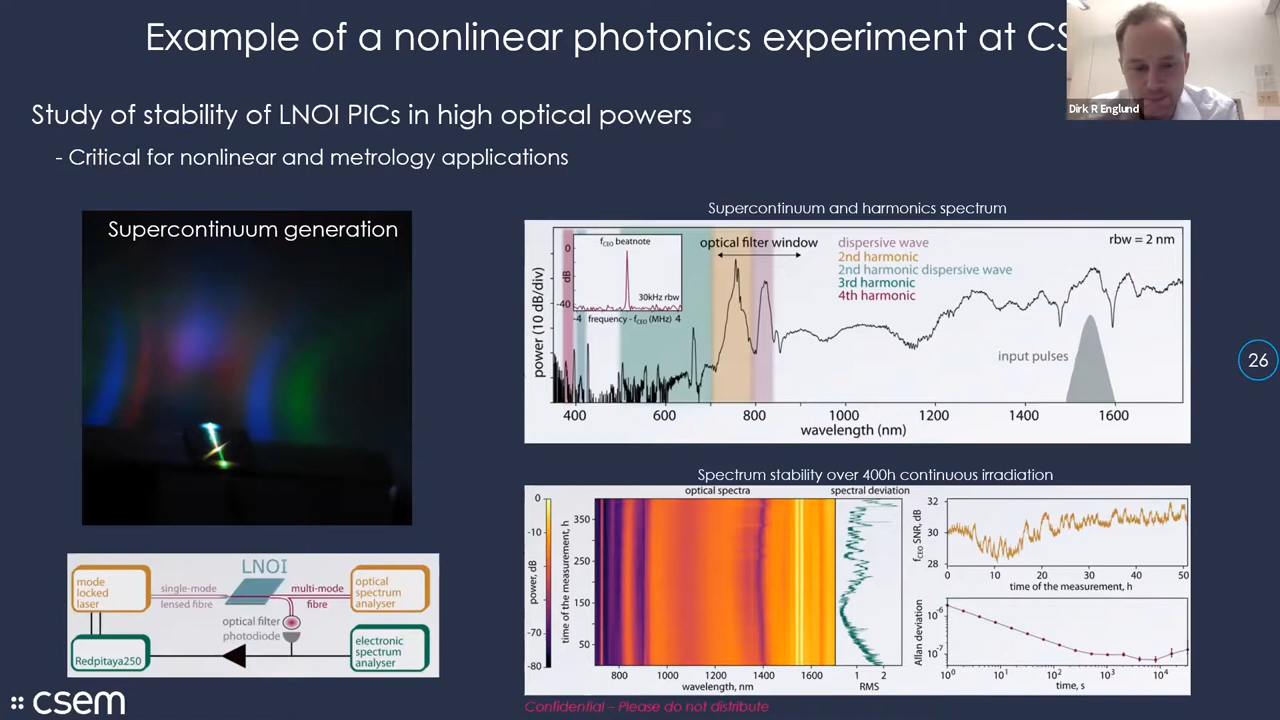 Example of a nonlinear photonics experiment at CS
Dirk R Englund
Study of stability of LNOI PICs in high optical powers
- Critical for nonlinear and metrology applications
Supercontinuum generation
Supercontinuum and harmonics spectrum
fCEO beatnote
0
dB
-40
30kHz rbw
-4 frequency - fCEO (MHz) 4
optical filter window
dispersive wave
2nd harmonic
2nd harmonic dispersive wave
3rd harmonic
4th harmonic
rbw = 2 nm
power (10 dB/div)
input pulses
400 600 800 1000 1200 1400 1600
wavelength (nm)
26
Spectrum stability over 400h continuous irradiation
optical spectra
spectral deviation
0
-10
-70
-80
power, dB
350
250
150
50
time of the measurement, h
800 1000 1200 1400 1600
wavelength, nm
1 2
RMS
32
30
28
fCEO SNR, dB
0 10 20 30 40 50
time of the measurement, h
10-6
10-7
Allan deviation
100 101 102 103 104
time, s
LNOI
mode
locked
laser
single-mode
lensed fibre
multi-mode
fibre
optical
spectrum
analyser
optical filter
photodiode
Redpitaya250
electronic
spectrum
analyser
csem
Confidential – Please do not distribute